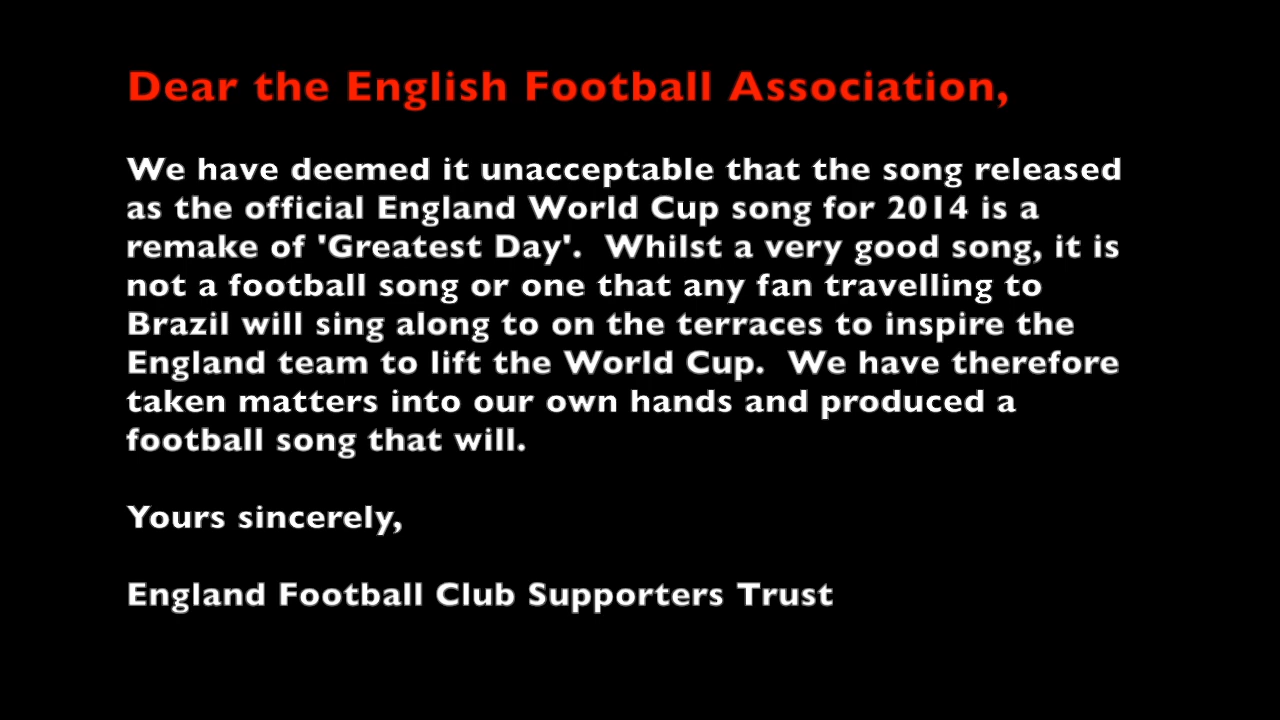 Dear the English Football Association,
We have deemed it unacceptable that the song released
as the official England World Cup song for 2014 is a
remake of 'Greatest Day'.  Whilst a very good song, it is
not a football song or one that any fan travelling to
Brazil will sing along to on the terraces to inspire the
England team to lift the World Cup.  We have therefore
taken matters into our own hands and produced a
football song that will.
Yours sincerely,
England Football Club Supporters Trust